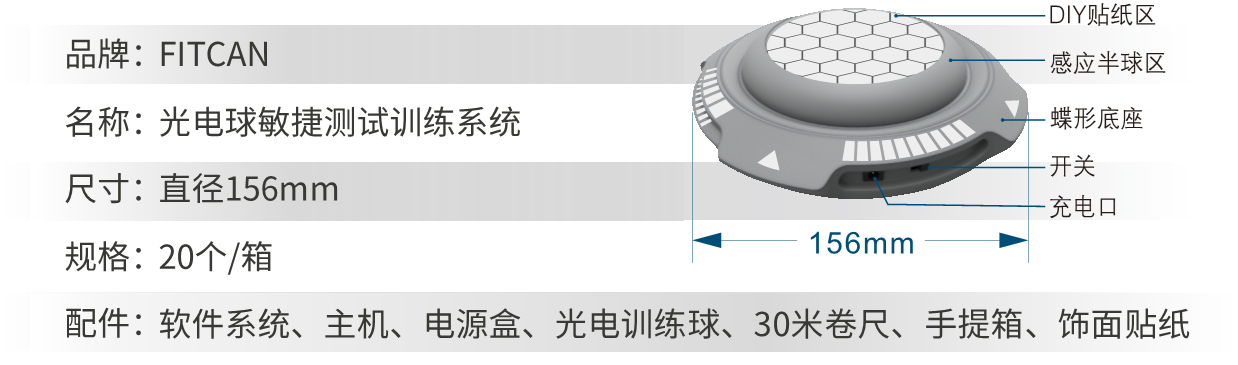 品牌：FITCAN
名称：光电球敏捷测试训练系统
尺寸：直径156mm
规格：20个/箱
配件：软件系统、主机、电源盒、光电训练球、30米卷尺、手提箱、饰面贴纸
DIY贴纸区
感应半球区
蝶形底座
开关
充电口
156mm